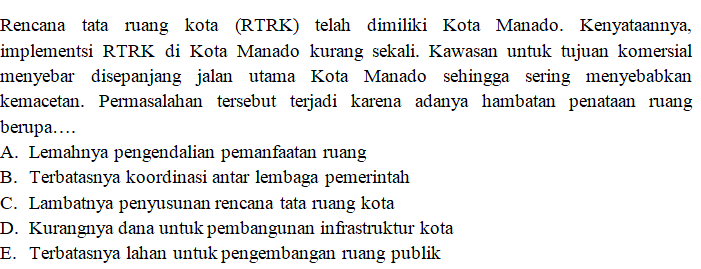 Rencana tata ruang kota (RTRK) telah dimiliki Kota Manado. Kenyataannya,
implementsi RTRK di Kota Manado kurang sekali. Kawasan untuk tujuan komersial
menyebar disepanjang jalan utama Kota Manado sehingga sering menyebabkan
kemacetan. Permasalahan tersebut terjadi karena adanya hambatan penataan ruang
berupa….
A. Lemahnya pengendalian pemanfaatan ruang
B. Terbatasnya koordinasi antar lembaga pemerintah
C. Lambatnya penyusunan rencana tata ruang kota
D. Kurangnya dana untuk pembangunan infrastruktur kota
E. Terbatasnya lahan untuk pengembangan ruang publik